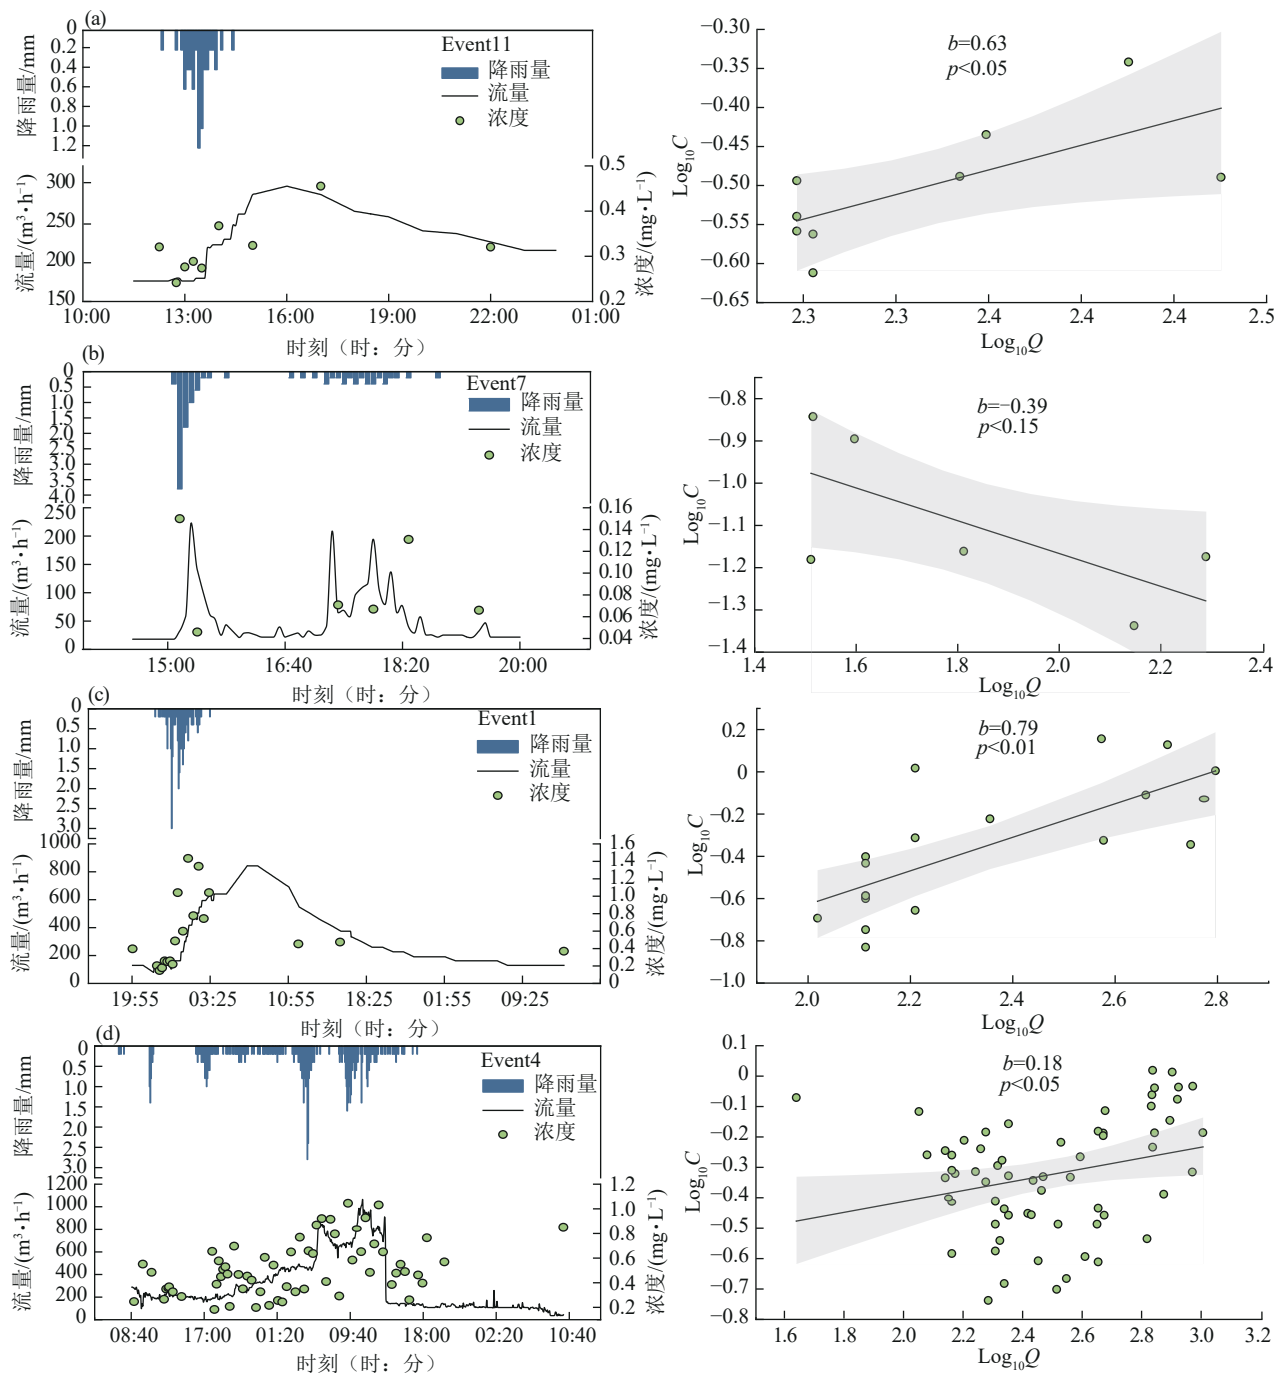 (a)
Event11
降雨量
流量
浓度
降雨量/mm
0
0.2
0.4
0.6
0.8
1.0
1.2
流量/(m³·h⁻¹)
300
250
200
150
浓度/(mg·L⁻¹)
0.5
0.4
0.3
0.2
10:00 13:00 16:00 19:00 22:00 01:00
时刻（时：分）
b=0.63
p<0.05
Log₁₀C
−0.30
−0.35
−0.40
−0.45
−0.50
−0.55
−0.60
−0.65
2.3 2.3 2.4 2.4 2.4 2.5
Log₁₀Q
(b)
Event7
降雨量
流量
浓度
降雨量/mm
0
0.5
1.0
1.5
2.0
2.5
3.0
3.5
4.0
流量/(m³·h⁻¹)
250
200
150
100
50
0
浓度/(mg·L⁻¹)
0.16
0.14
0.12
0.10
0.08
0.06
0.04
15:00 16:40 18:20 20:00
时刻（时：分）
b=−0.39
p<0.15
Log₁₀C
−0.8
−0.9
−1.0
−1.1
−1.2
−1.3
−1.4
1.4 1.6 1.8 2.0 2.2 2.4
Log₁₀Q
(c)
Event1
降雨量
流量
浓度
降雨量/mm
0
0.5
1.0
1.5
2.0
2.5
3.0
流量/(m³·h⁻¹)
1000
800
600
400
200
0
浓度/(mg·L⁻¹)
1.6
1.4
1.2
1.0
0.8
0.6
0.4
0.2
0
19:55 03:25 10:55 18:25 01:55 09:25
时刻（时：分）
b=0.79
p<0.01
Log₁₀C
0.2
0
−0.2
−0.4
−0.6
−0.8
−1.0
2.0 2.2 2.4 2.6 2.8
Log₁₀Q
(d)
Event4
降雨量
流量
浓度
降雨量/mm
0
0.5
1.0
1.5
2.0
2.5
3.0
流量/(m³·h⁻¹)
1200
1000
800
600
400
200
0
浓度/(mg·L⁻¹)
1.2
1.0
0.8
0.6
0.4
0.2
08:40 17:00 01:20 09:40 18:00 02:20 10:40
时刻（时：分）
b=0.18
p<0.05
Log₁₀C
0.1
0
−0.1
−0.2
−0.3
−0.4
−0.5
−0.6
−0.7
−0.8
1.6 2.0 2.2 2.4 2.6 2.8 3.0 3.2
Log₁₀Q